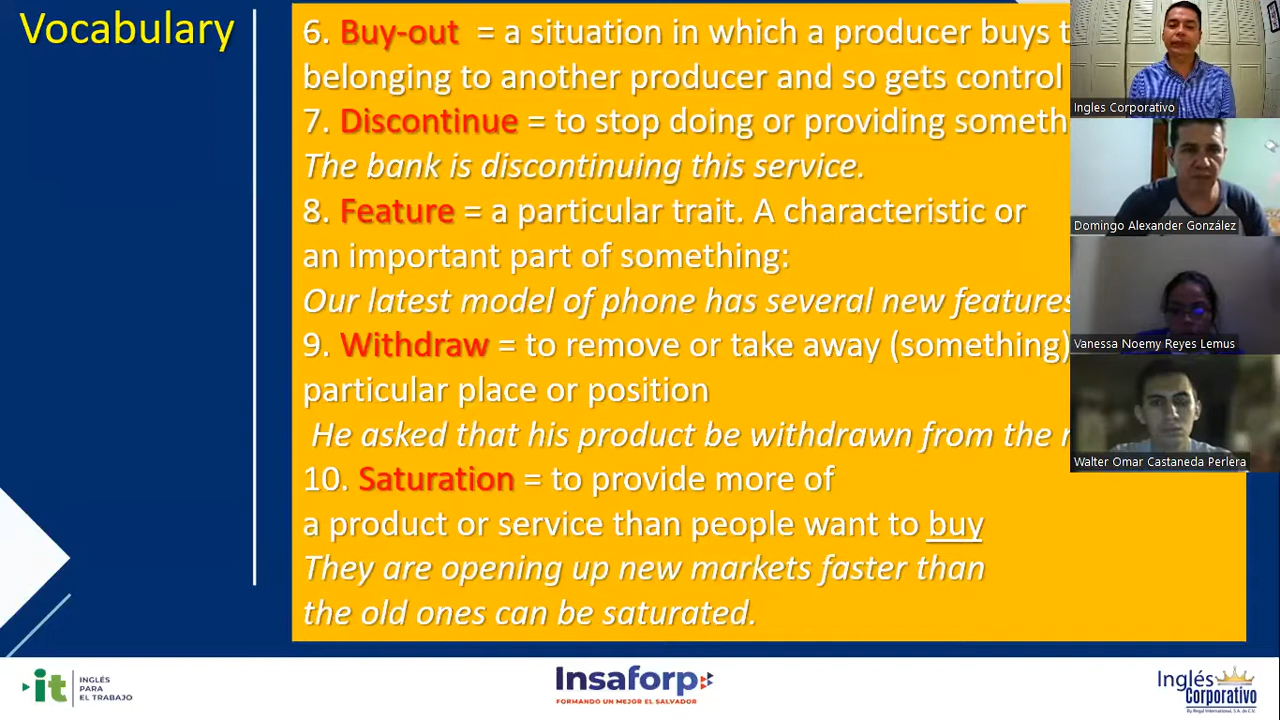 Vocabulary
6. Buy-out = a situation in which a producer buys
belonging to another producer and so gets control
7. Discontinue = to stop doing or providing someth
The bank is discontinuing this service.
8. Feature = a particular trait. A characteristic or
an important part of something:
Our latest model of phone has several new features
9. Withdraw = to remove or take away (something)
particular place or position
He asked that his product be withdrawn from the
10. Saturation = to provide more of
a product or service than people want to buy
They are opening up new markets faster than
the old ones can be saturated.
Ingles Corporativo
Domingo Alexander González
Vanessa Noemy Reyes Lemus
Walter Omar Castaneda Perlera
it
INGLÉS
PARA
EL TRABAJO
Insaforp
FORMANDO UN MEJOR EL SALVADOR
Inglés
Corporativo
By Regal International, S.A. de C.V.